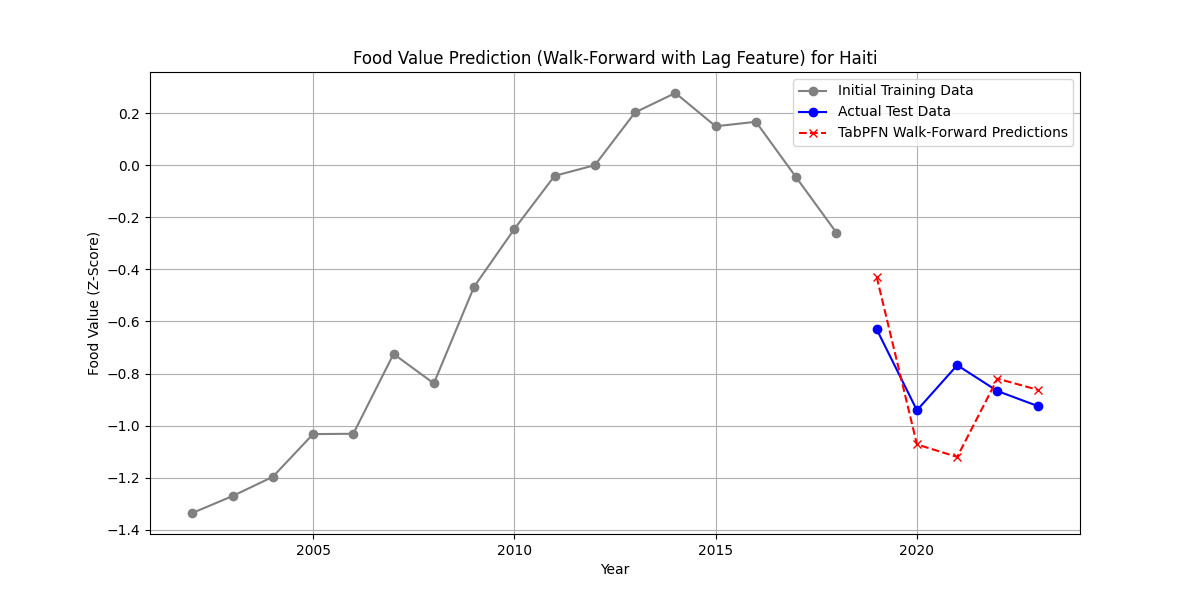 Food Value Prediction (Walk-Forward with Lag Feature) for Haiti
Initial Training Data
Actual Test Data
TabPFN Walk-Forward Predictions
Food Value (Z-Score)
0.2
0.0
−0.2
−0.4
−0.6
−0.8
−1.0
−1.2
−1.4
2005 2010 2015 2020
Year